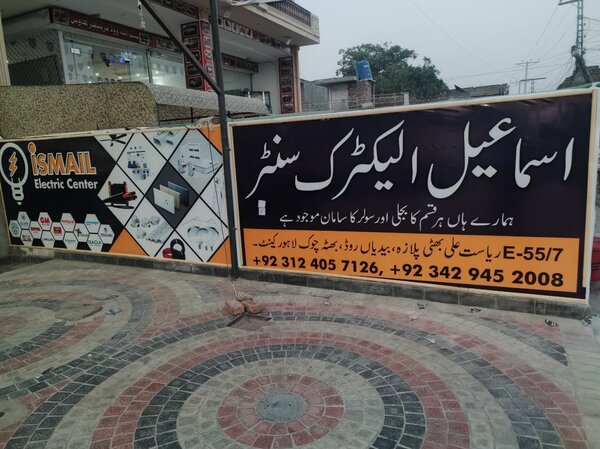 iSMAIL
Electric Center
GM
اسماعیل الیکٹرک سنٹر
ہمارے ہاں ہر قسم کا بجلی اور سولر کا سامان موجود ہے
E-55/7 ریاست علی بھٹی پلازہ، بیدیاں روڈ، بھٹہ چوک لاہور کینٹ۔
+92 312 405 7126, +92 342 945 2008